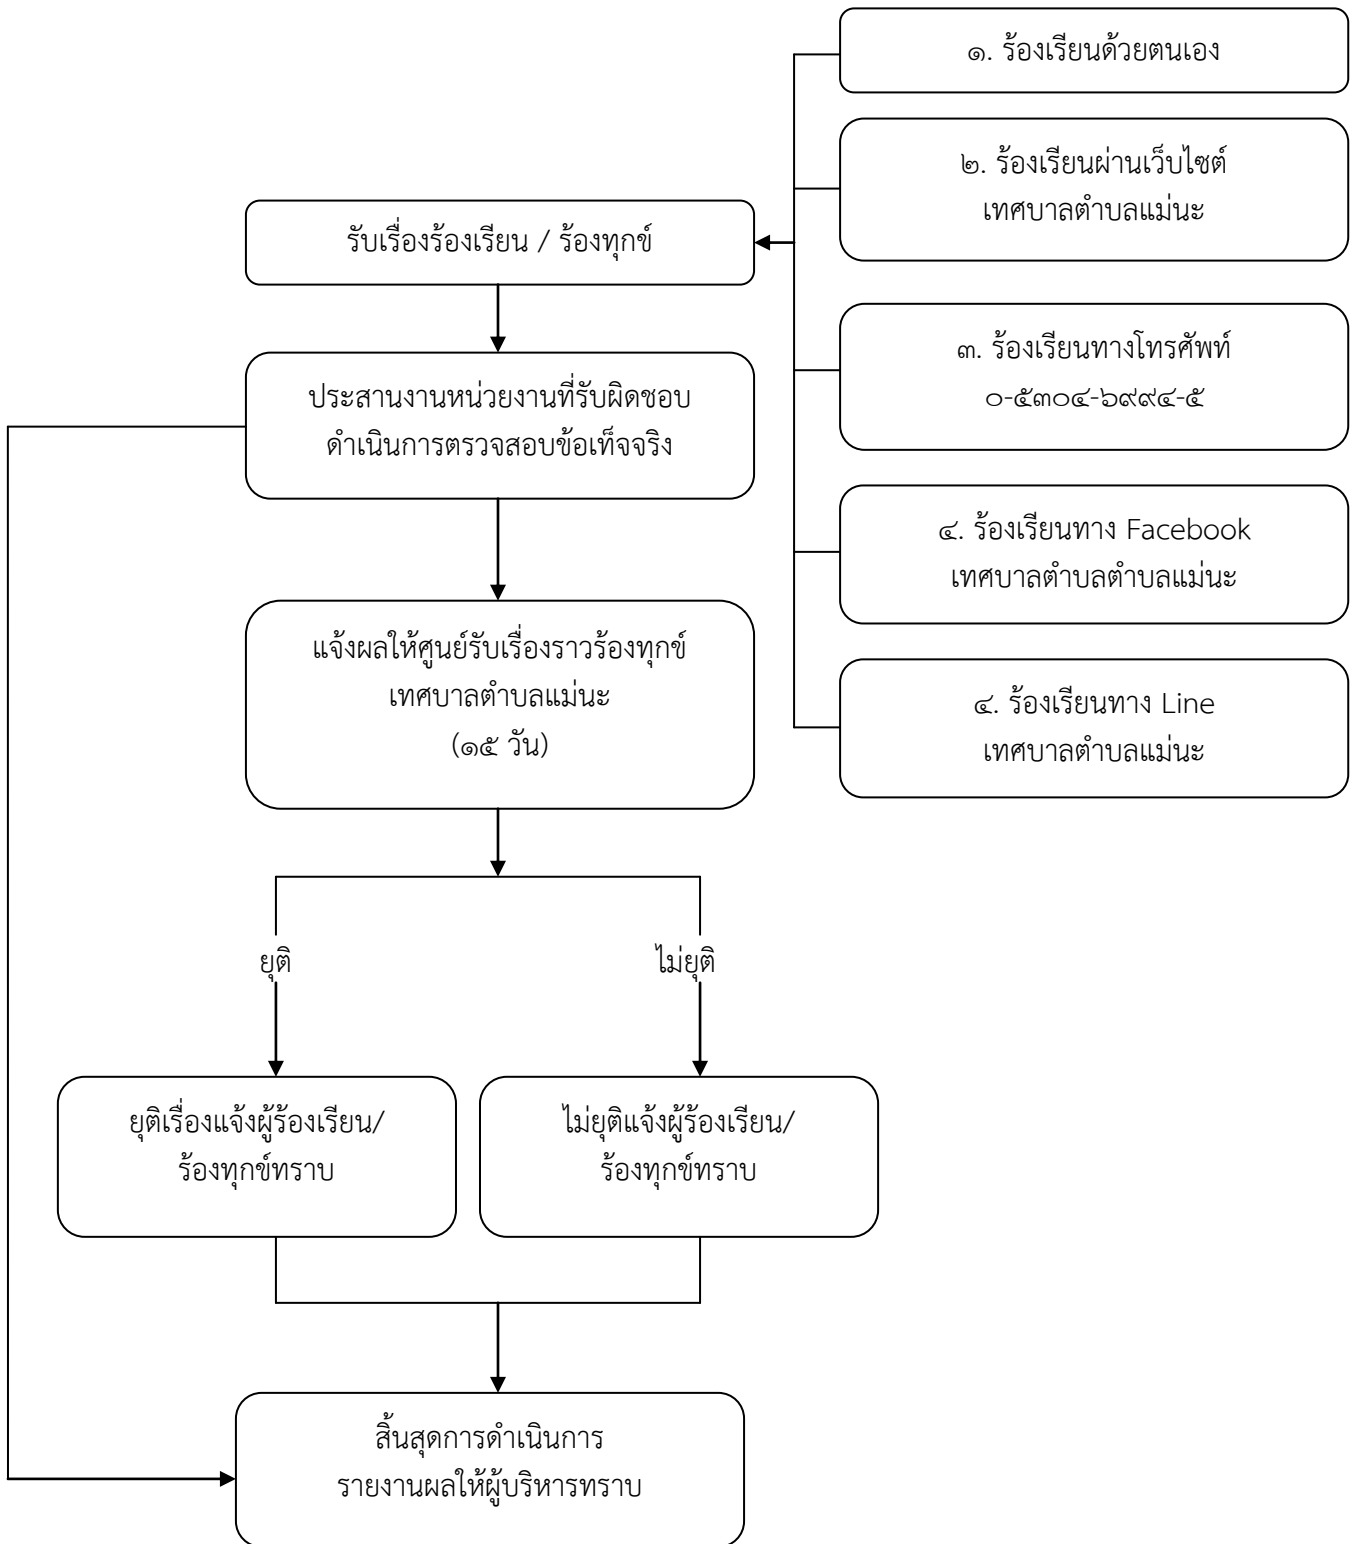 ๑. ร้องเรียนด้วยตนเอง
๒. ร้องเรียนผ่านเว็บไซต์
เทศบาลตำบลแม่นะ
รับเรื่องร้องเรียน / ร้องทุกข์
๓. ร้องเรียนทางโทรศัพท์
๐-๕๓๐๔-๖๙๙๔-๕
ประสานงานหน่วยงานที่รับผิดชอบ
ดำเนินการตรวจสอบข้อเท็จจริง
๔. ร้องเรียนทาง Facebook
เทศบาลตำบลตำบลแม่นะ
แจ้งผลให้ศูนย์รับเรื่องราวร้องทุกข์
เทศบาลตำบลแม่นะ
(๑๕ วัน)
๔. ร้องเรียนทาง Line
เทศบาลตำบลแม่นะ
ยุติ
ไม่ยุติ
ยุติเรื่องแจ้งผู้ร้องเรียน/
ร้องทุกข์ทราบ
ไม่ยุติแจ้งผู้ร้องเรียน/
ร้องทุกข์ทราบ
สิ้นสุดการดำเนินการ
รายงานผลให้ผู้บริหารทราบ